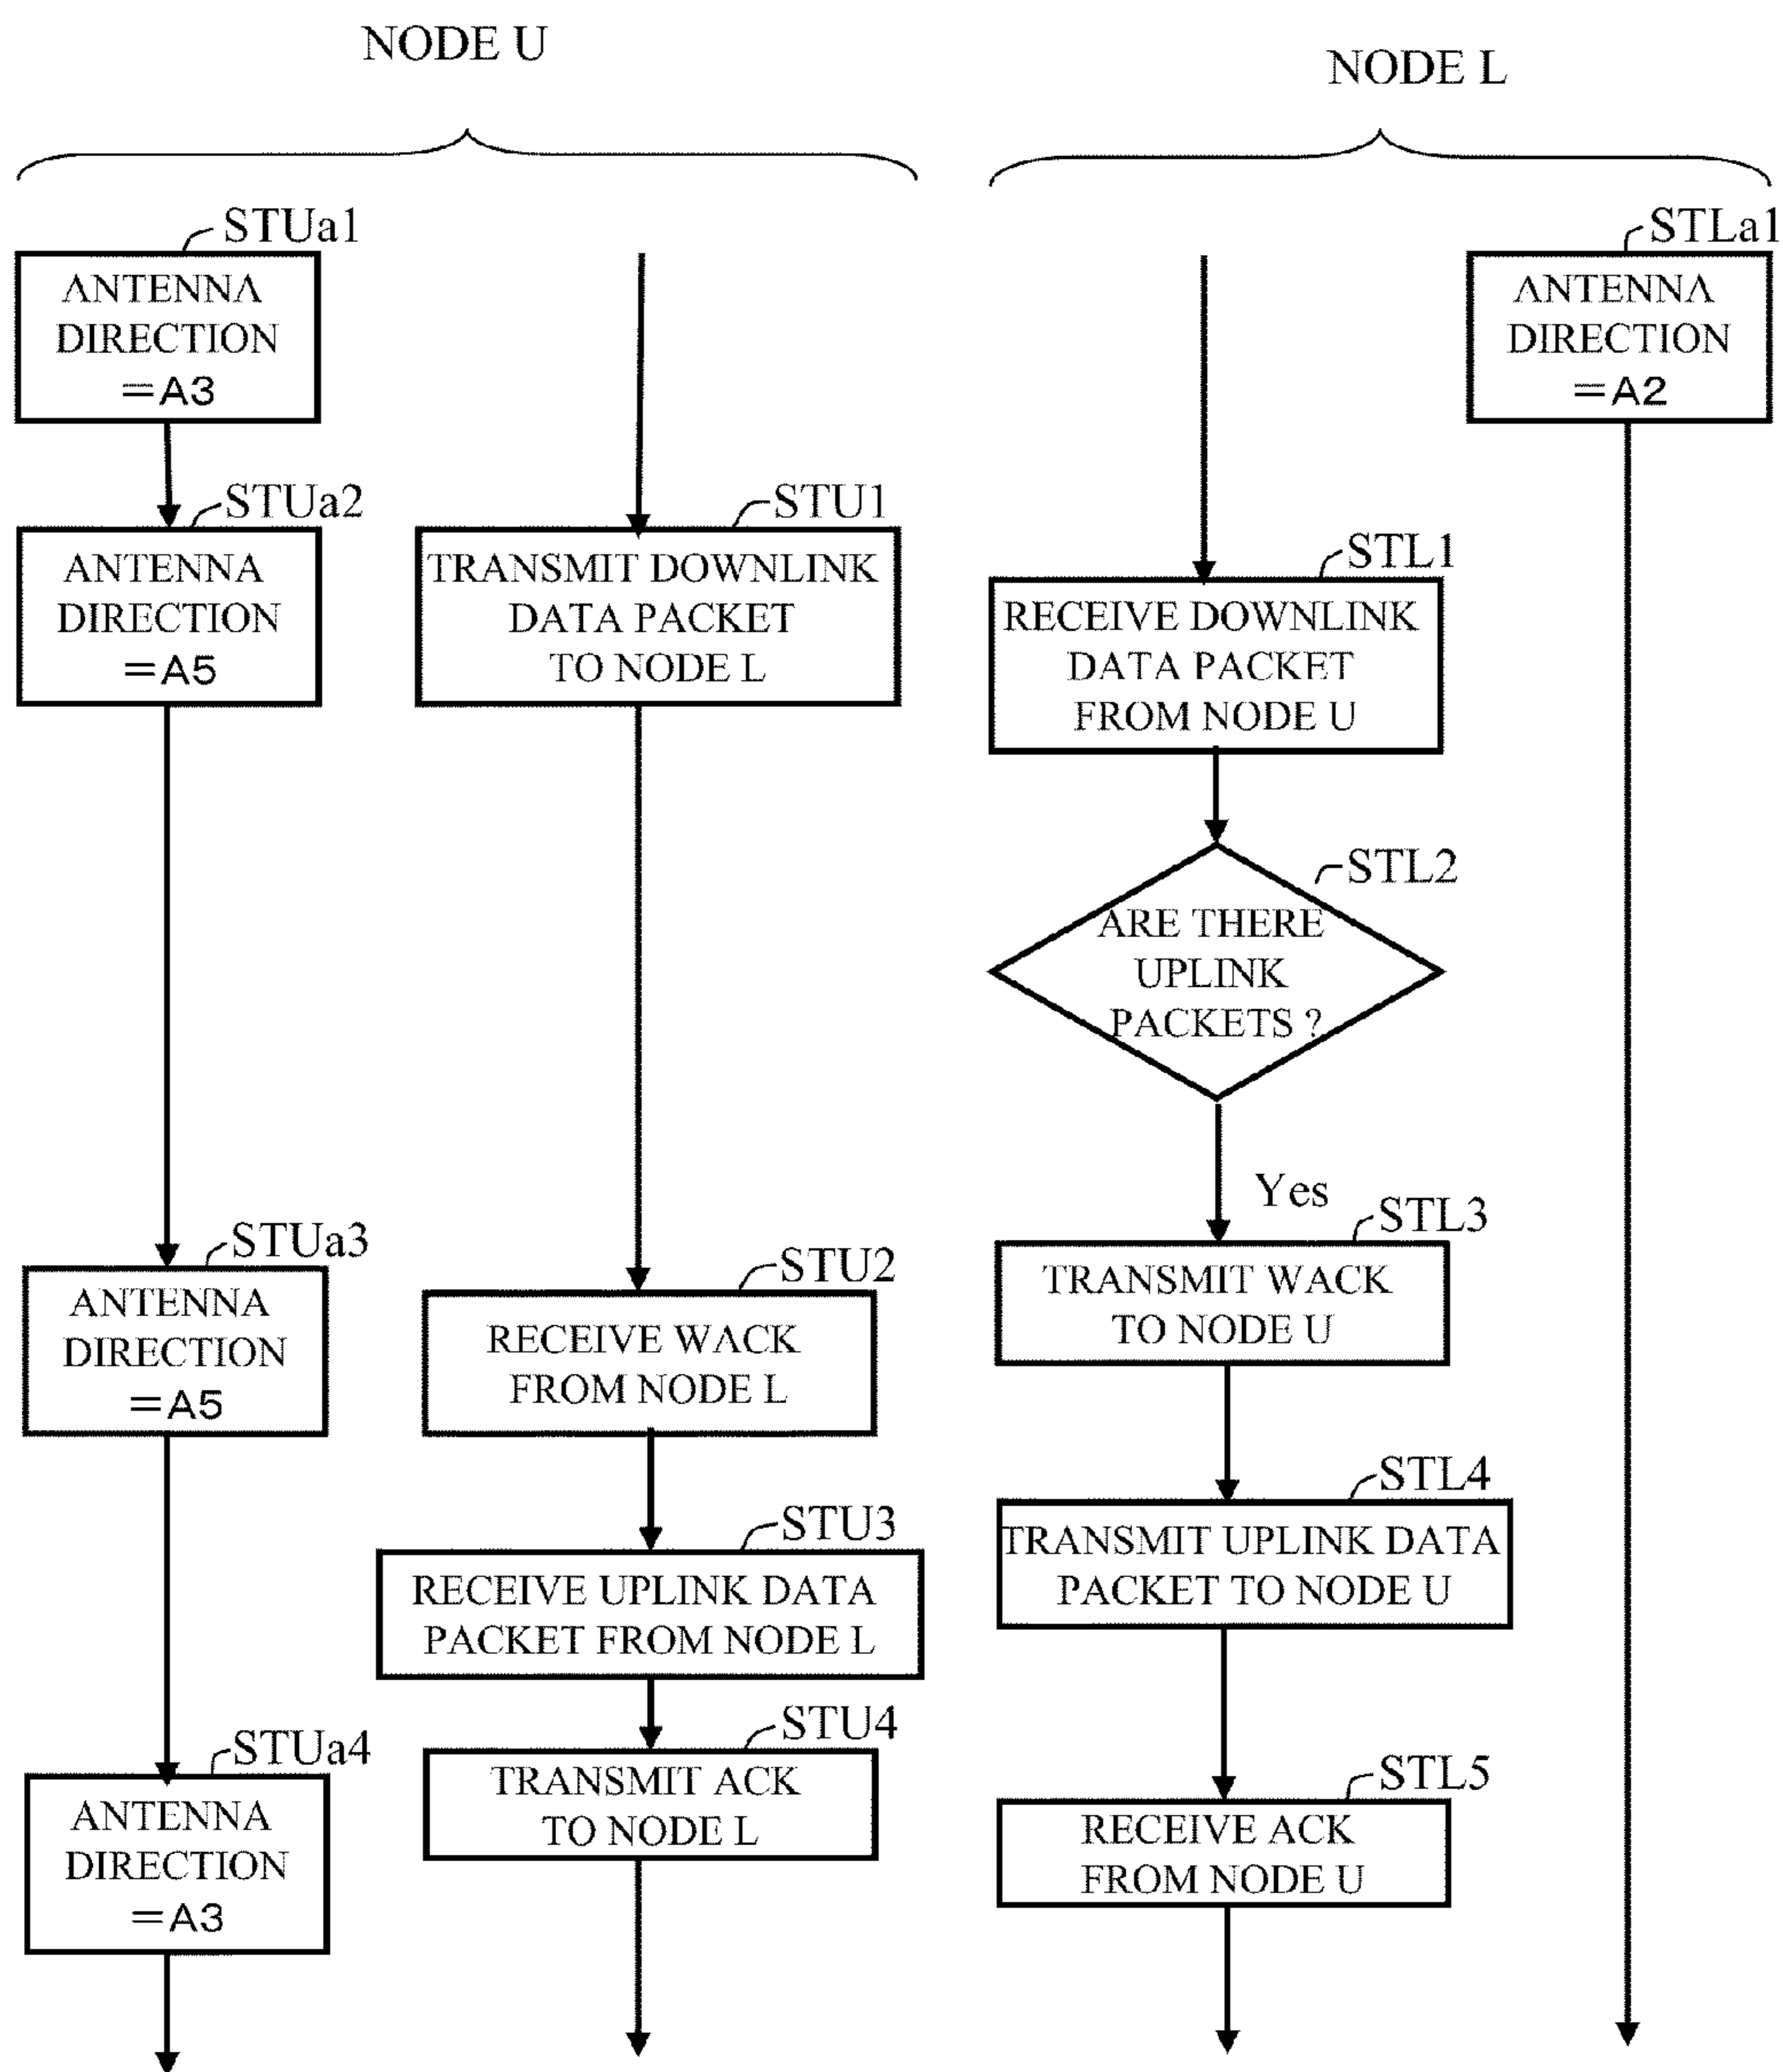 NODE U
NODE L
STUa1
ANTENNA
DIRECTION
=A3
STUa2
ANTENNA
DIRECTION
=A5
STUa3
ANTENNA
DIRECTION
=A5
STUa4
ANTENNA
DIRECTION
=A3
STU1
TRANSMIT DOWNLINK
DATA PACKET
TO NODE L
STU2
RECEIVE WACK
FROM NODE L
STU3
RECEIVE UPLINK DATA
PACKET FROM NODE L
STU4
TRANSMIT ACK
TO NODE L
STL1
RECEIVE DOWNLINK
DATA PACKET
FROM NODE U
STL2
ARE THERE
UPLINK
PACKETS ?
Yes
STL3
TRANSMIT WACK
TO NODE U
STL4
TRANSMIT UPLINK DATA
PACKET TO NODE U
STL5
RECEIVE ACK
FROM NODE U
STLa1
ANTENNA
DIRECTION
=A2